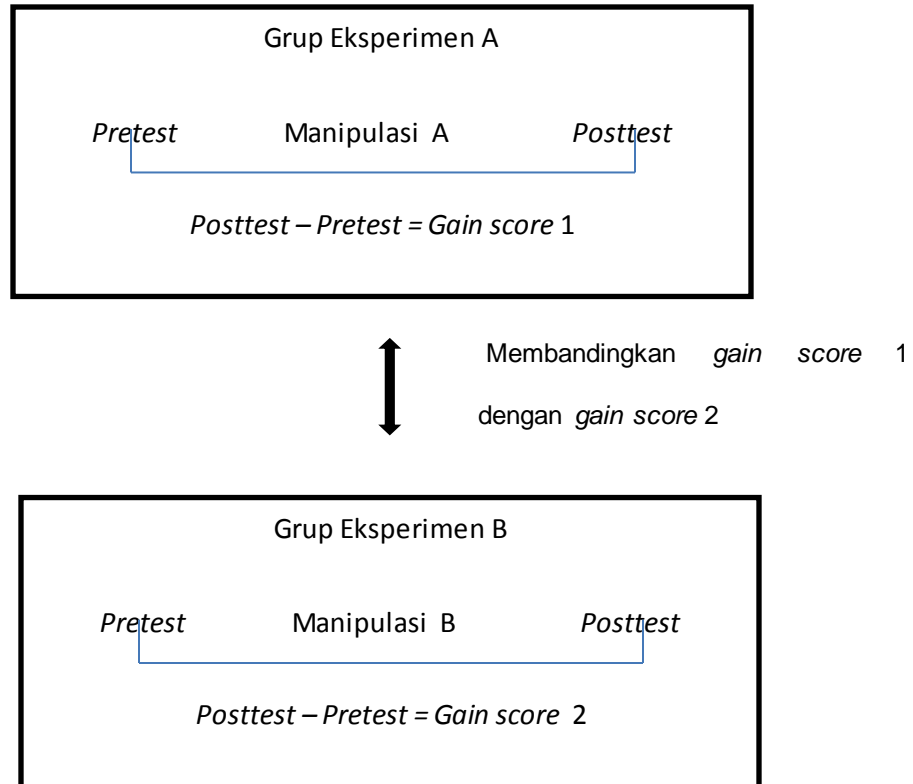 Grup Eksperimen A
Pretest Manipulasi A Posttest
Posttest – Pretest = Gain score 1
Membandingkan gain score 1
dengan gain score 2
Grup Eksperimen B
Pretest Manipulasi B Posttest
Posttest – Pretest = Gain score 2